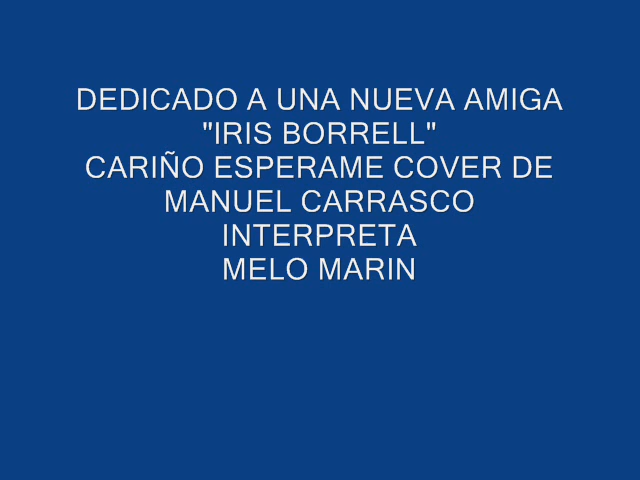 DEDICADO A UNA NUEVA AMIGA
"IRIS BORRELL"
CARIÑO ESPERAME COVER DE
MANUEL CARRASCO
INTERPRETA
MELO MARIN